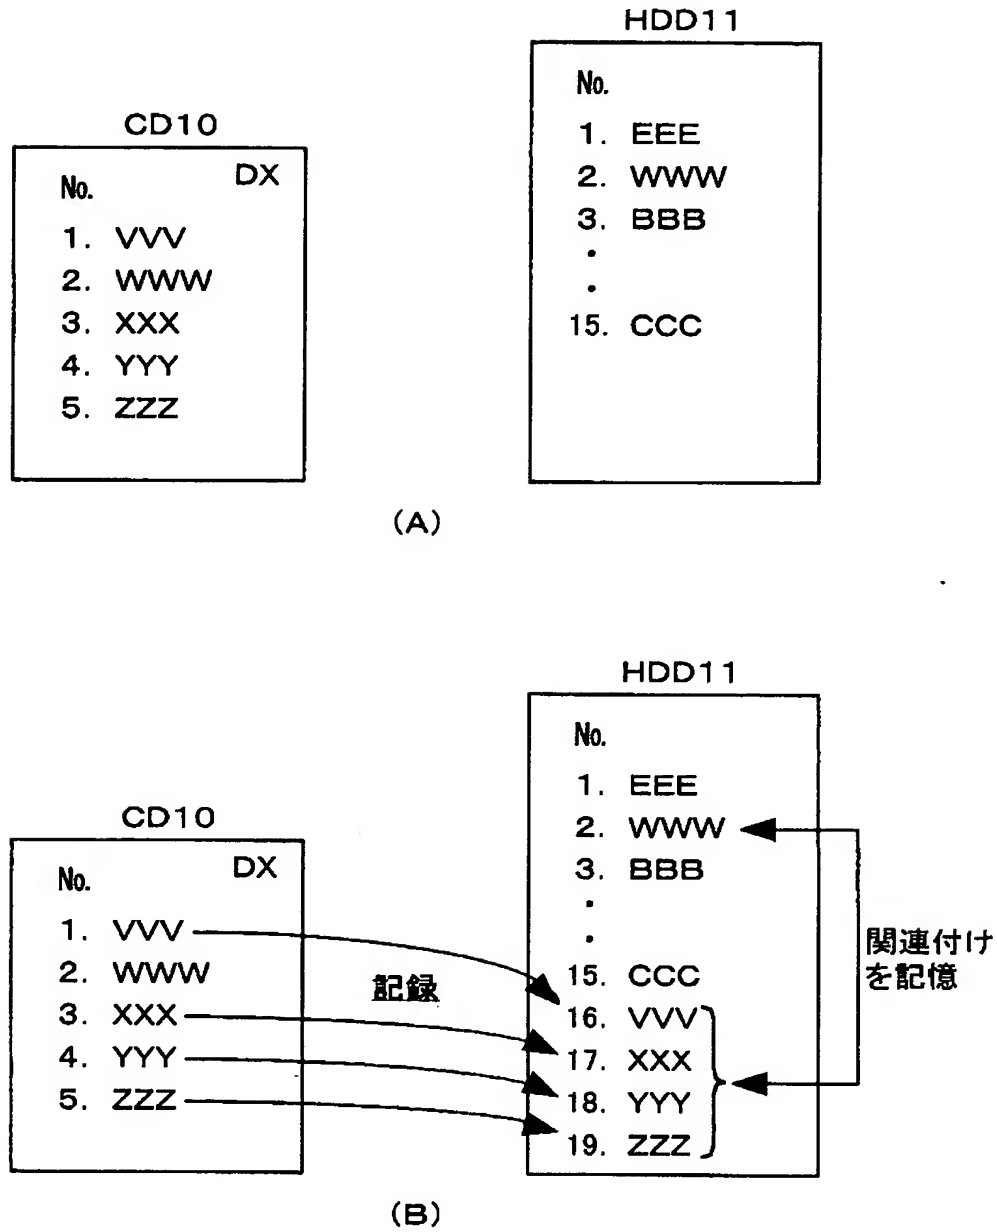 HDD11
No.
1. EEE
2. WWW
3. BBB
・
・
15. CCC
CD10
DX
No.
1. VVV
2. WWW
3. XXX
4. YYY
5. ZZZ
(A)
HDD11
No.
1. EEE
2. WWW
3. BBB
・
・
15. CCC
16. VVV
17. XXX
18. YYY
19. ZZZ
関連付け
を記憶
CD10
DX
No.
1. VVV
2. WWW
3. XXX
4. YYY
5. ZZZ
記録
(B)